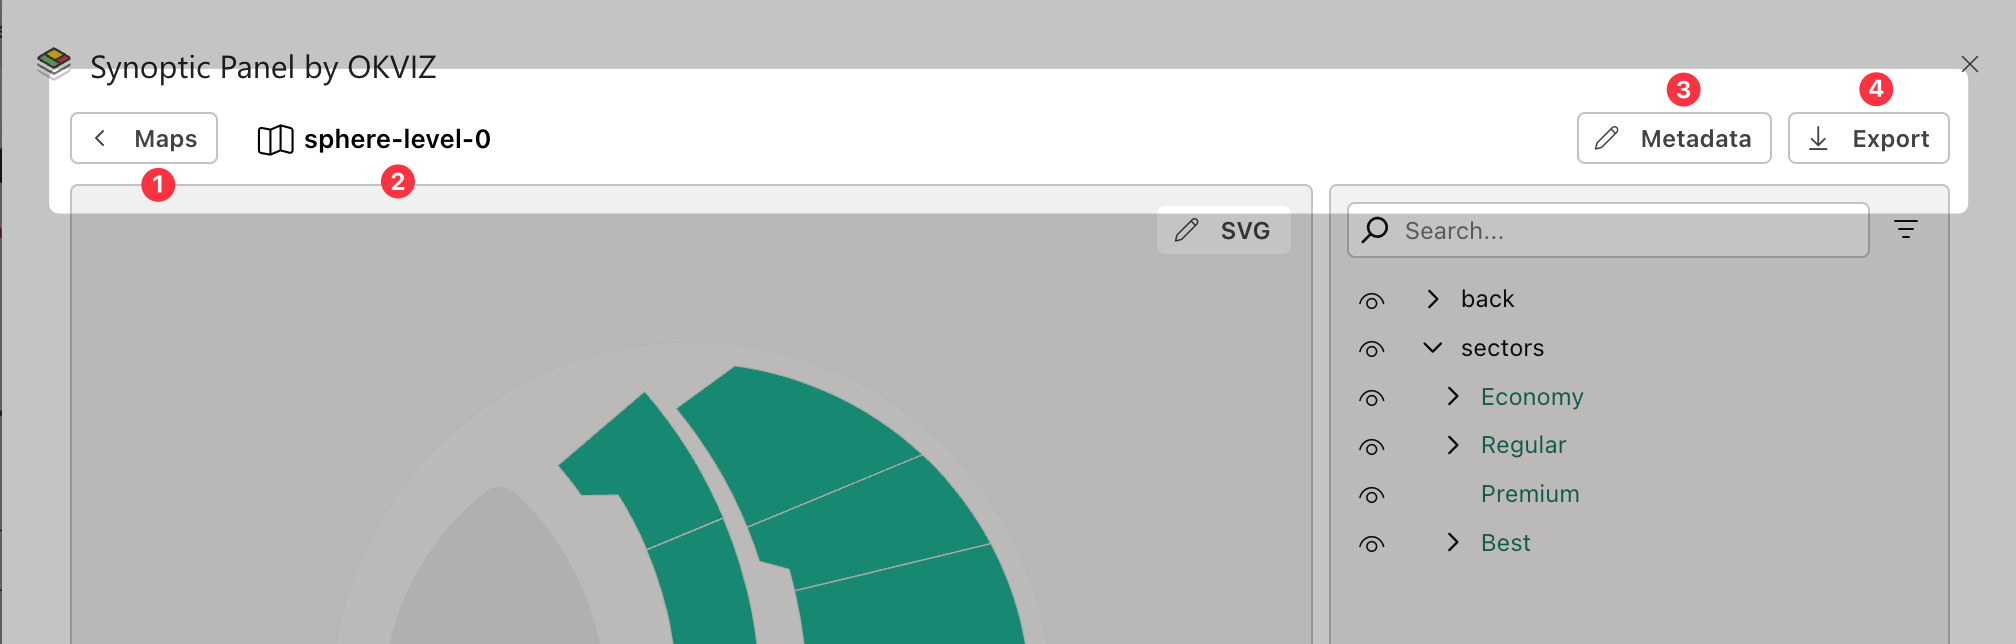 Synoptic Panel by OKVIZ
3
4
Maps
sphere-level-0
Metadata
Export
1
2
SVG
Search...
back
sectors
Economy
Regular
Premium
Best